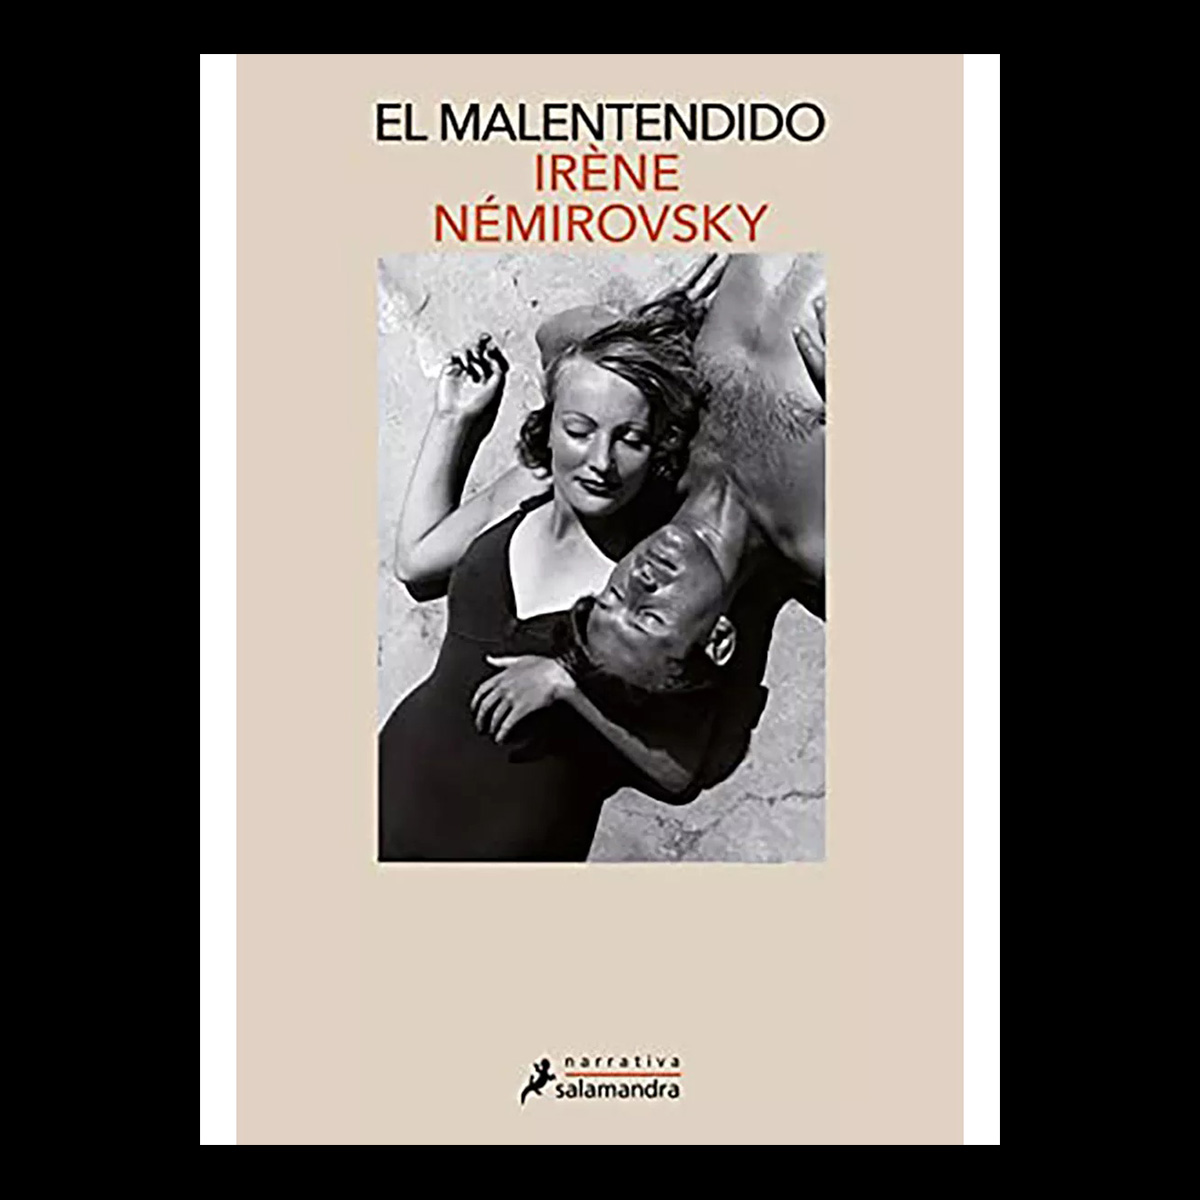 EL MALENTENDIDO
IRÈNE
NÉMIROVSKY
narrativa
salamandra